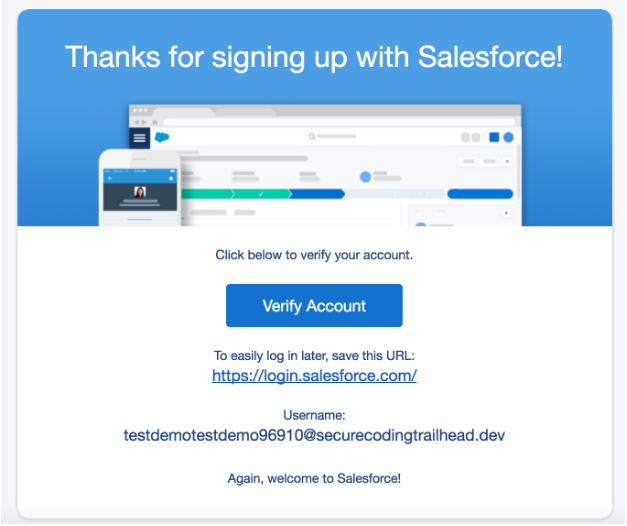 Thanks for signing up with Salesforce!
Click below to verify your account.
Verify Account
To easily log in later, save this URL:
https://login.salesforce.com/
Username:
testdemotestdemo96910@securecodingtrailhead.dev
Again, welcome to Salesforce!